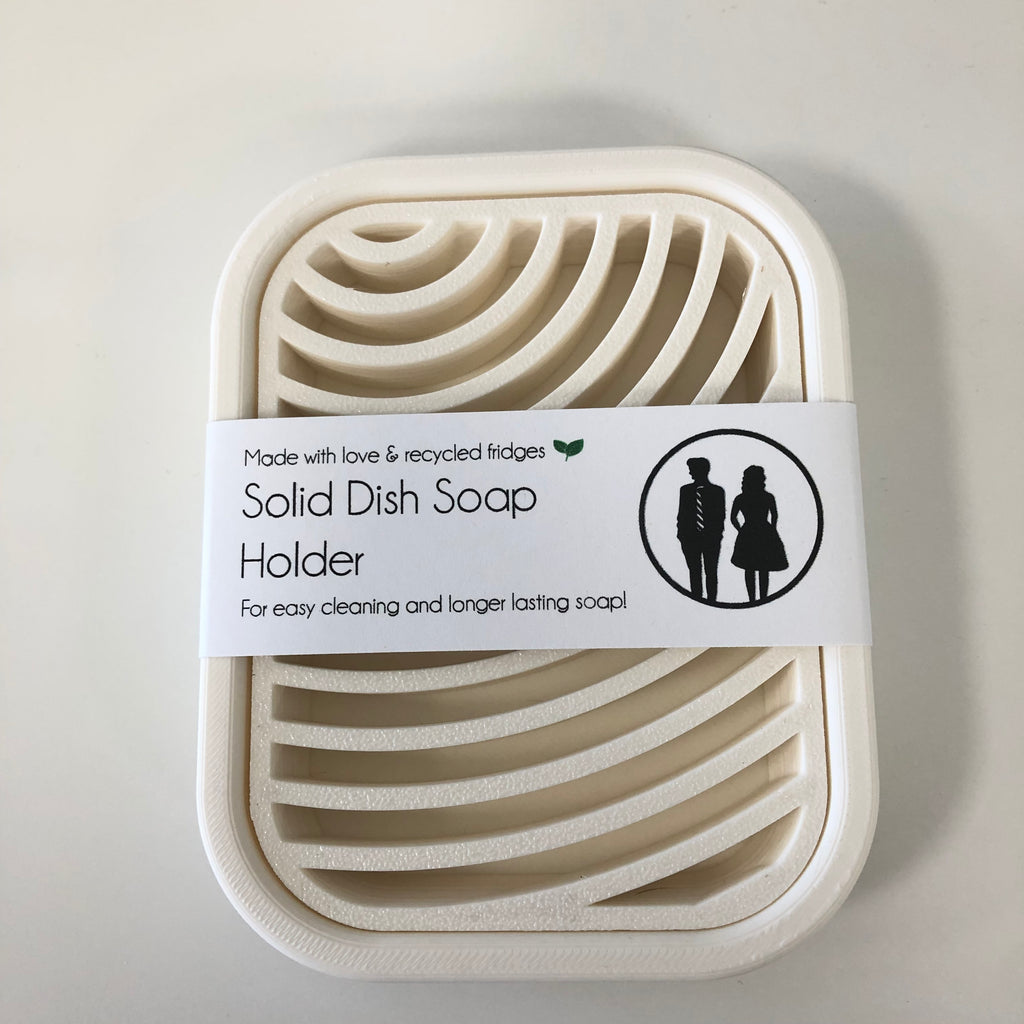 Made with love & recycled fridges
Solid Dish Soap
Holder
For easy cleaning and longer lasting soap!